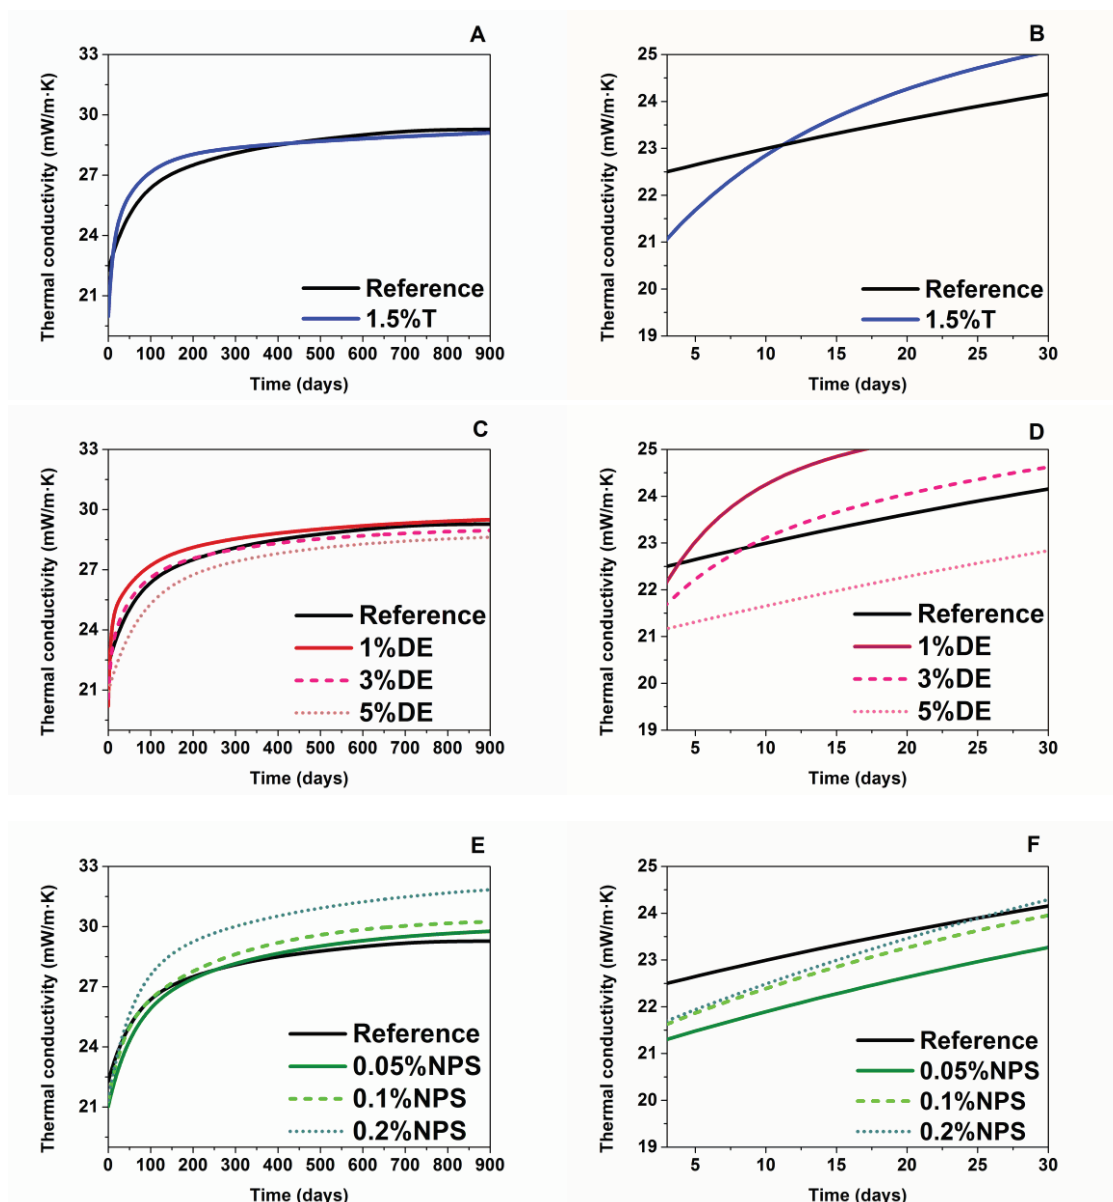 A
Thermal conductivity (mW/m·K)
33
30
27
24
21
Reference
1.5%T
0 100 200 300 400 500 600 700 800 900
Time (days)
B
Thermal conductivity (mW/m·K)
25
24
23
22
21
20
19
Reference
1.5%T
5 10 15 20 25 30
Time (days)
C
Thermal conductivity (mW/m·K)
33
30
27
24
21
Reference
1%DE
3%DE
5%DE
0 100 200 300 400 500 600 700 800 900
Time (days)
D
Thermal conductivity (mW/m·K)
25
24
23
22
21
20
19
Reference
1%DE
3%DE
5%DE
5 10 15 20 25 30
Time (days)
E
Thermal conductivity (mW/m·K)
33
30
27
24
21
Reference
0.05%NPS
0.1%NPS
0.2%NPS
0 100 200 300 400 500 600 700 800 900
Time (days)
F
Thermal conductivity (mW/m·K)
25
24
23
22
21
20
19
Reference
0.05%NPS
0.1%NPS
0.2%NPS
5 10 15 20 25 30
Time (days)